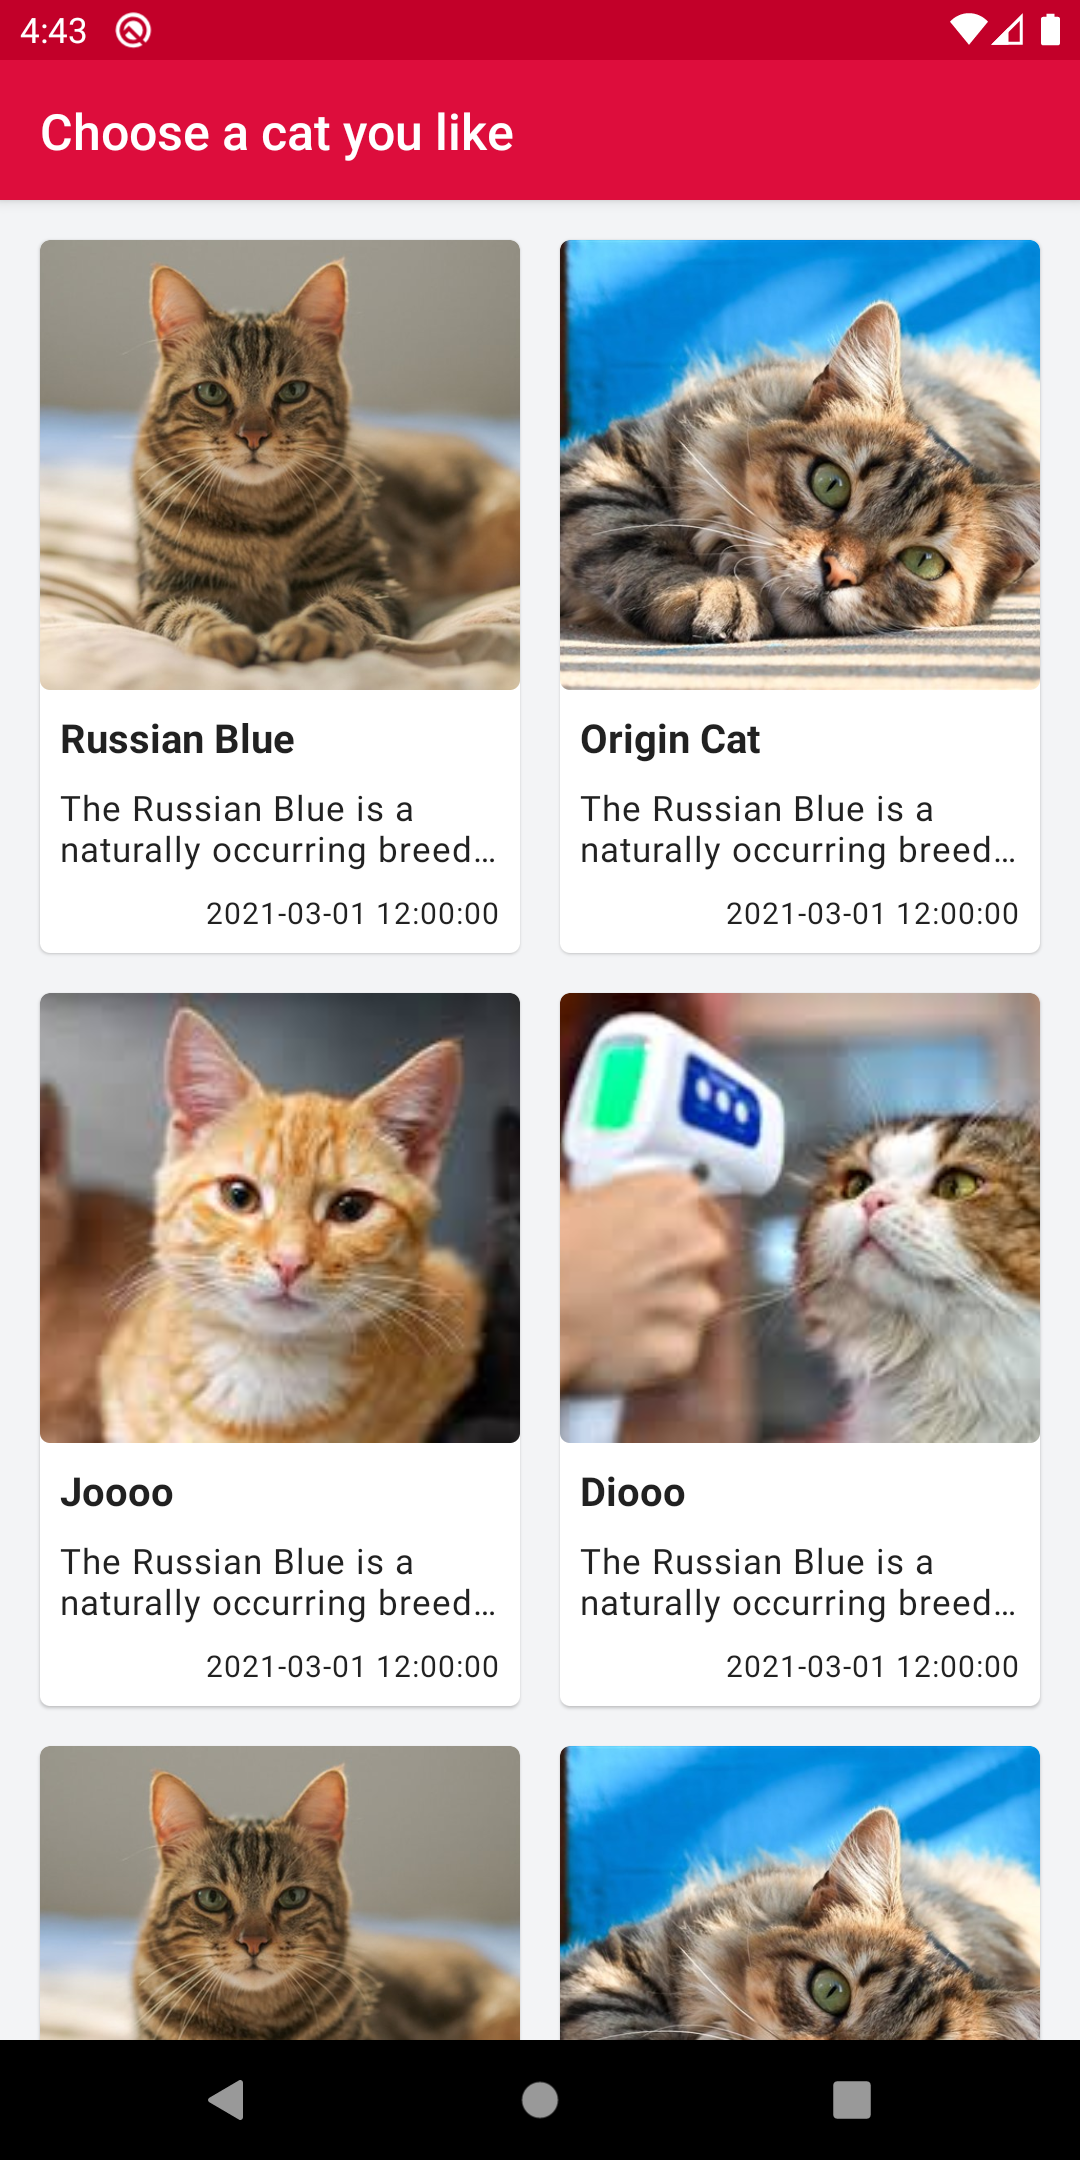 4:43
Choose a cat you like
Russian Blue
The Russian Blue is a
naturally occurring breed…
2021-03-01 12:00:00
Origin Cat
The Russian Blue is a
naturally occurring breed…
2021-03-01 12:00:00
Joooo
The Russian Blue is a
naturally occurring breed…
2021-03-01 12:00:00
Diooo
The Russian Blue is a
naturally occurring breed…
2021-03-01 12:00:00